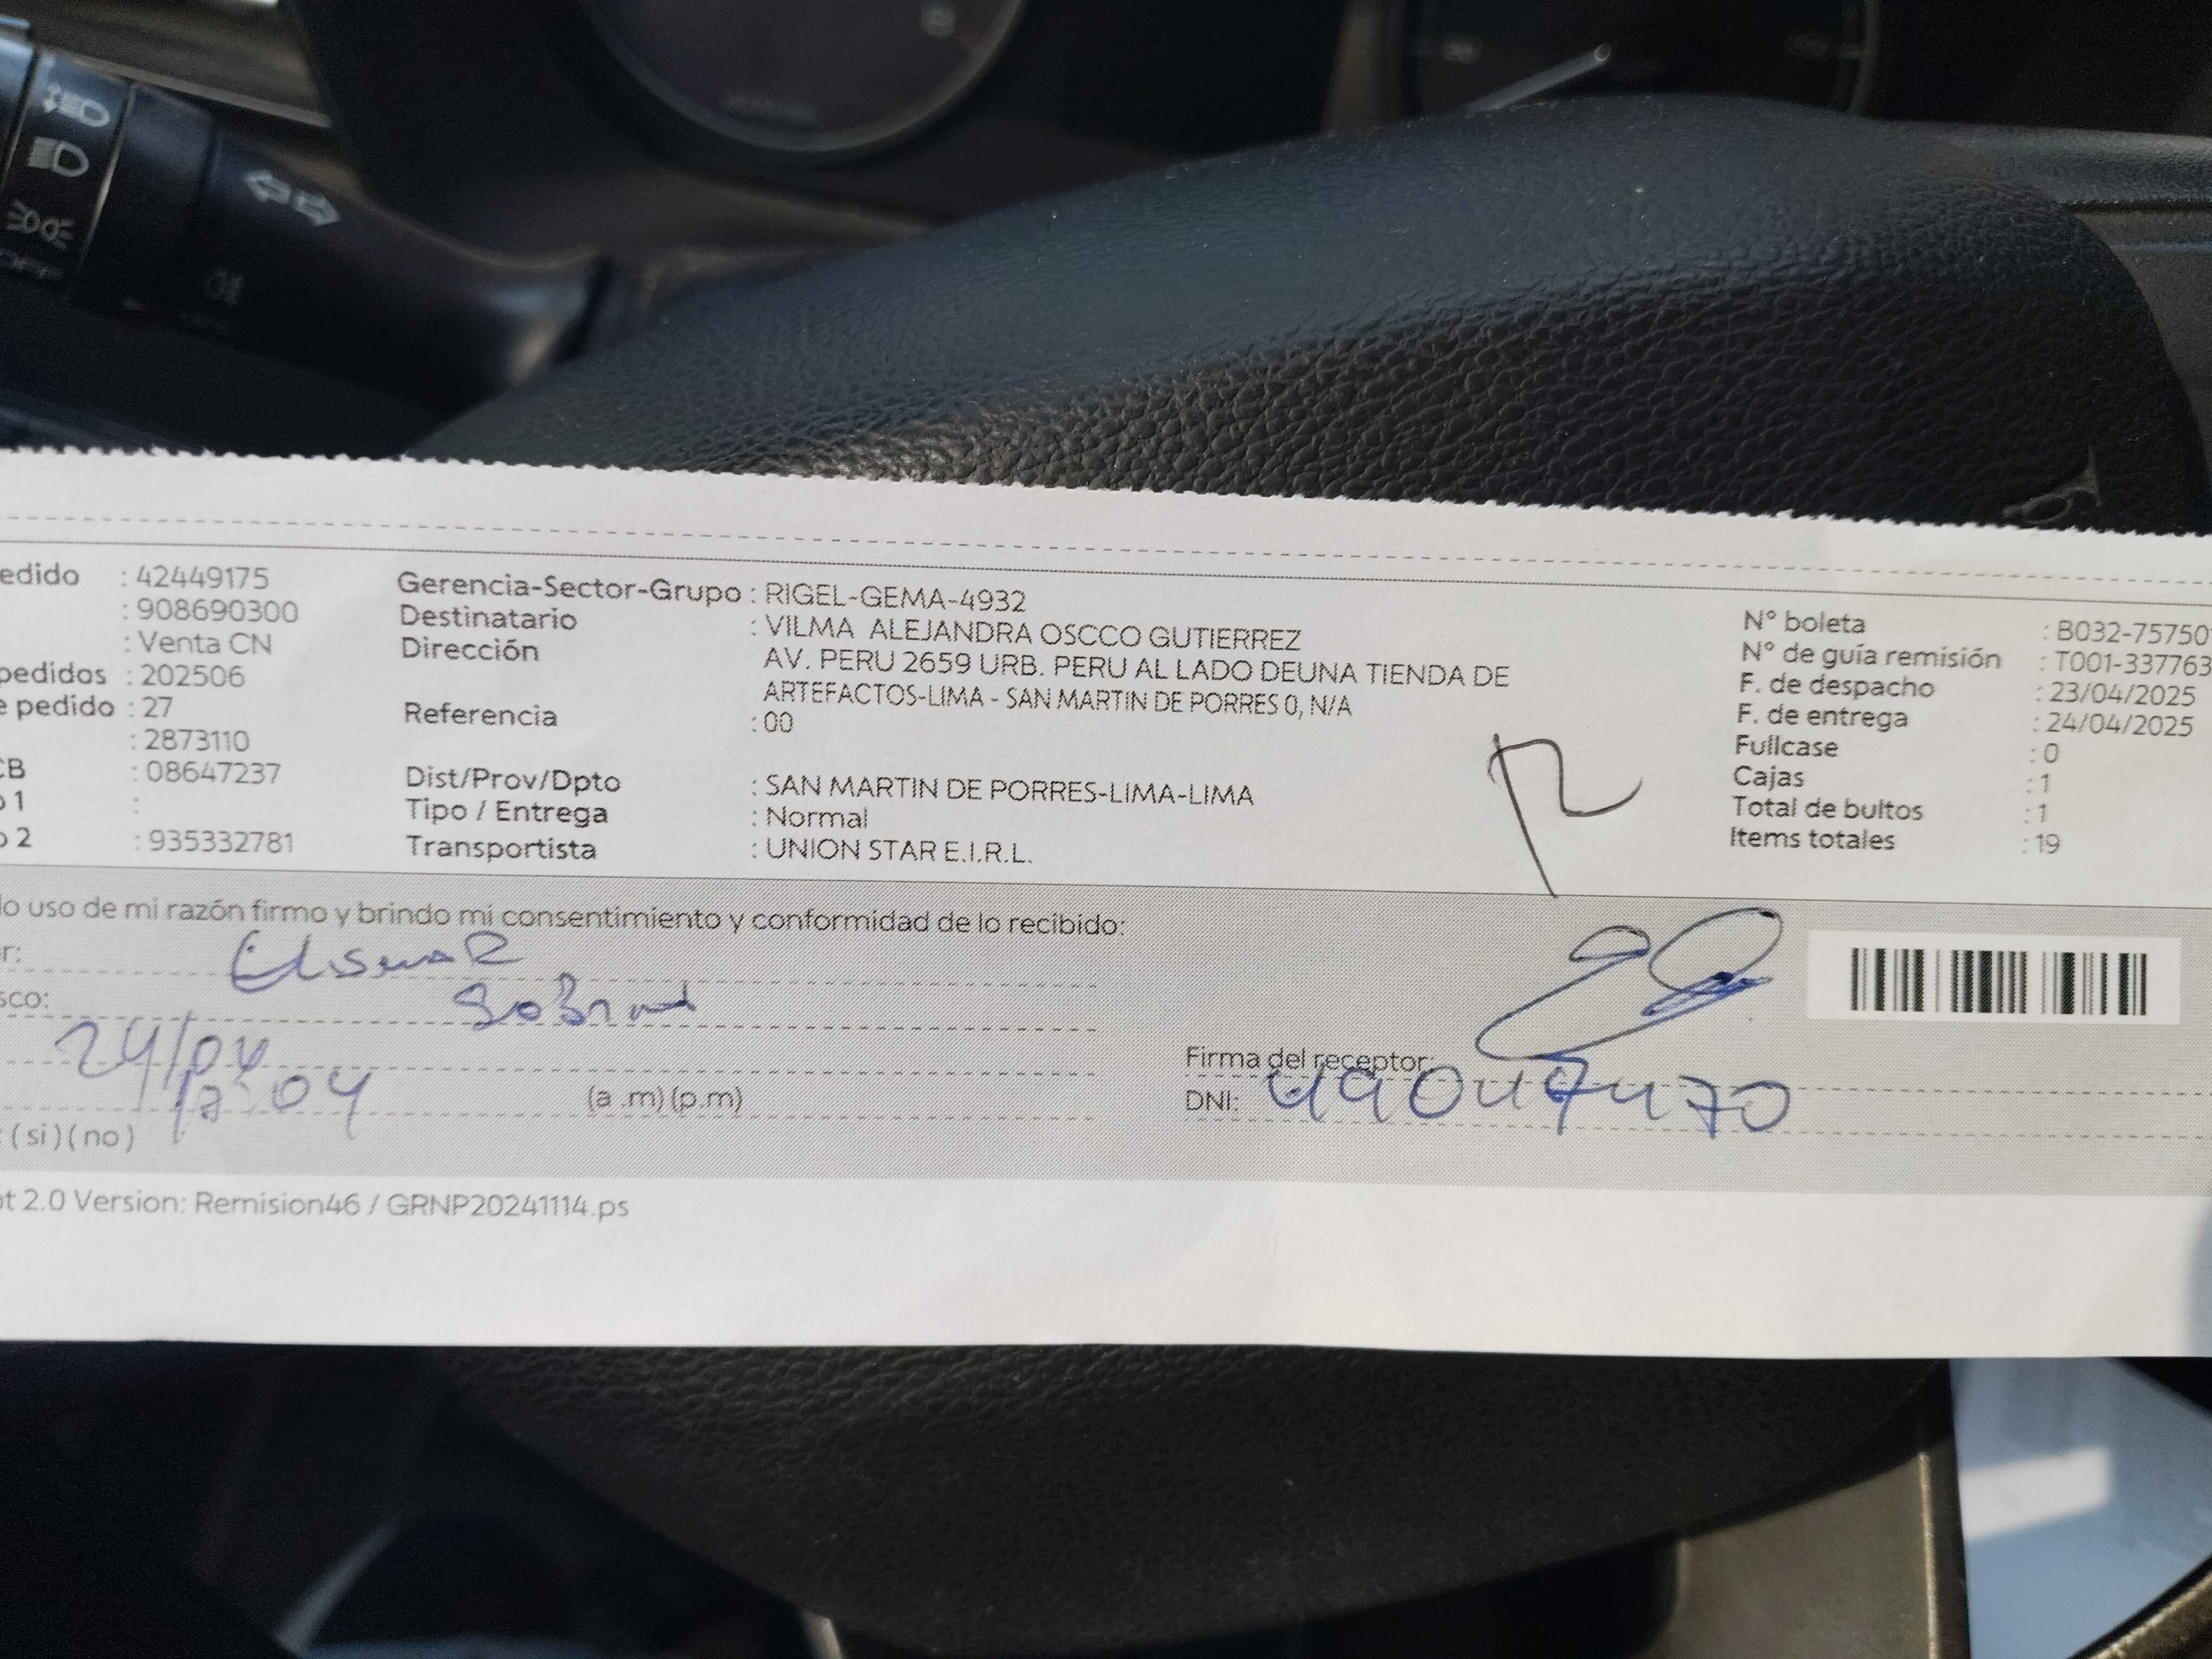 edido : 42449175
: 908690300
: Venta CN
pedidos : 202506
e pedido : 27
: 2873110
CB : 08647237
o 1 :
o 2 : 935332781
Gerencia-Sector-Grupo : RIGEL-GEMA-4932
Destinatario : VILMA ALEJANDRA OSCCO GUTIERREZ
Dirección AV. PERU 2659 URB. PERU AL LADO DEUNA TIENDA DE
ARTEFACTOS-LIMA - SAN MARTIN DE PORRES 0, N/A
Referencia : 00
Dist/Prov/Dpto : SAN MARTIN DE PORRES-LIMA-LIMA
Tipo / Entrega : Normal
Transportista : UNION STAR E.I.R.L.
N° boleta : B032-75750
N° de guía remisión : T001-337763
F. de despacho : 23/04/2025
F. de entrega : 24/04/2025
Fullcase : 0
Cajas : 1
Total de bultos : 1
Items totales : 19
do uso de mi razón firmo y brindo mi consentimiento y conformidad de lo recibido:
or:
sco:
24/04
(a .m) (p.m)
: ( si ) ( no )
Firma del receptor:
DNI: 49047470
pt 2.0 Version: Remision46 / GRNP20241114.ps
OFF